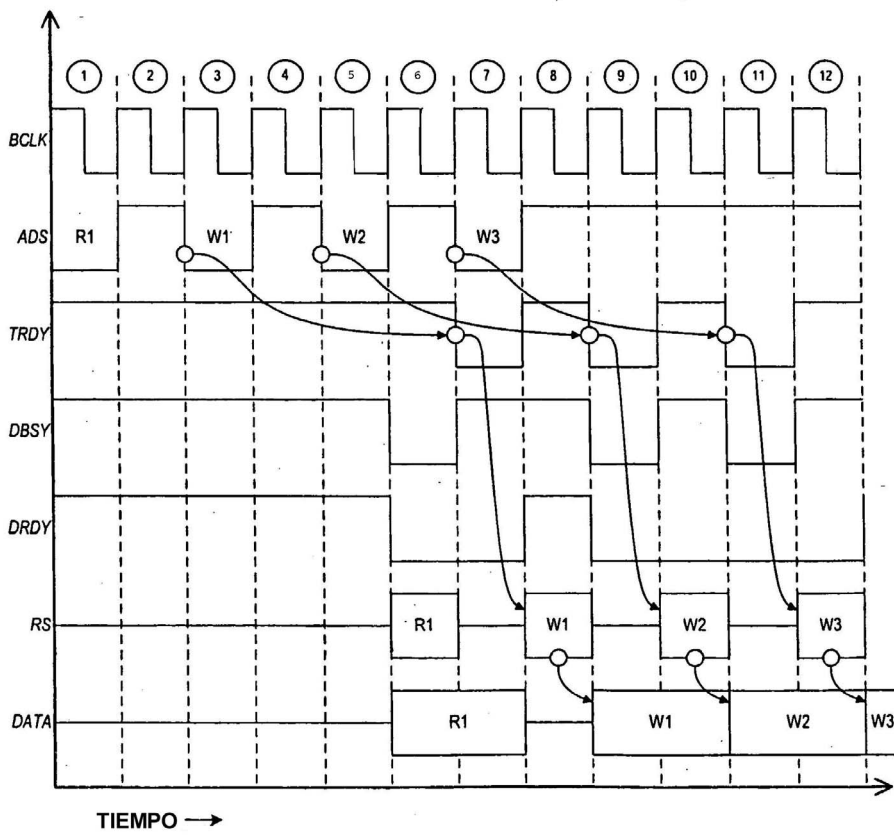 1 2 3 4 5 6 7 8 9 10 11 12
BCLK
ADS R1 W1 W2 W3
TRDY
DBSY
DRDY
RS R1 W1 W2 W3
DATA R1 W1 W2 W3
TIEMPO